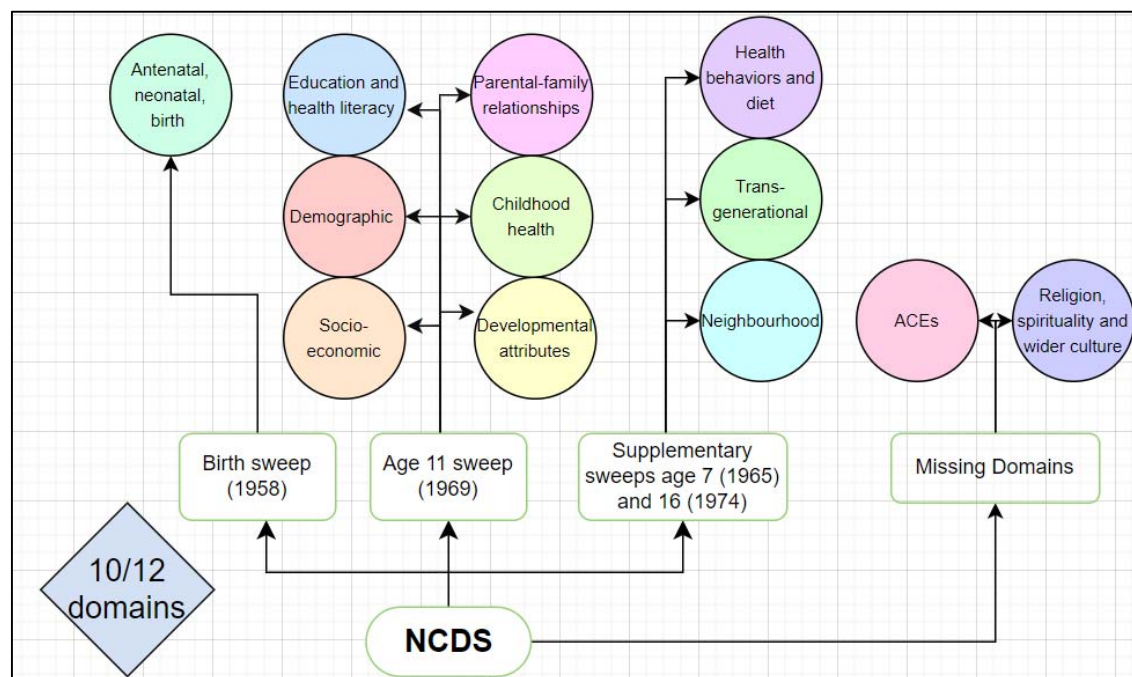 Antenatal,
neonatal,
birth
Education and
health literacy
Parental-family
relationships
Health
behaviors and
diet
Demographic
Childhood
health
Trans-
generational
Socio-
economic
Developmental
attributes
Neighbourhood
ACEs
Religion,
spirituality and
wider culture
Birth sweep
(1958)
Age 11 sweep
(1969)
Supplementary
sweeps age 7 (1965)
and 16 (1974)
Missing Domains
10/12
domains
NCDS